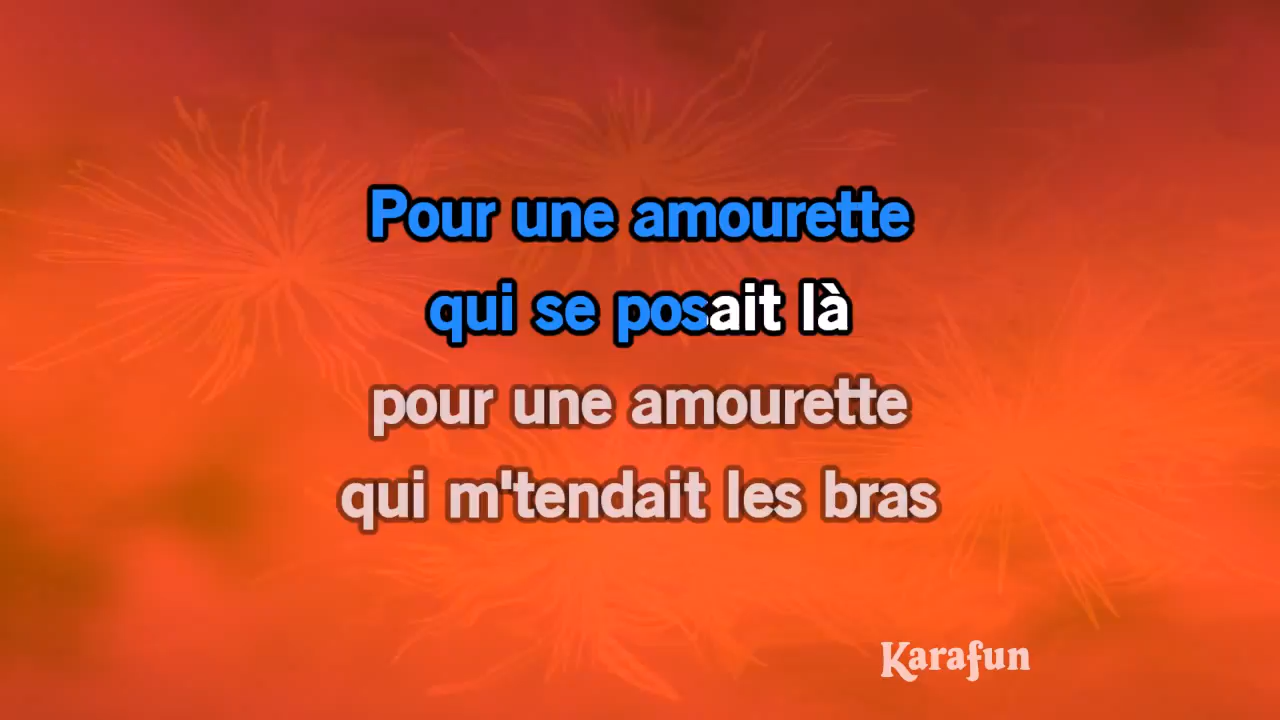 Pour une amourette
qui se posait là
pour une amourette
qui m'tendait les bras
Karafun